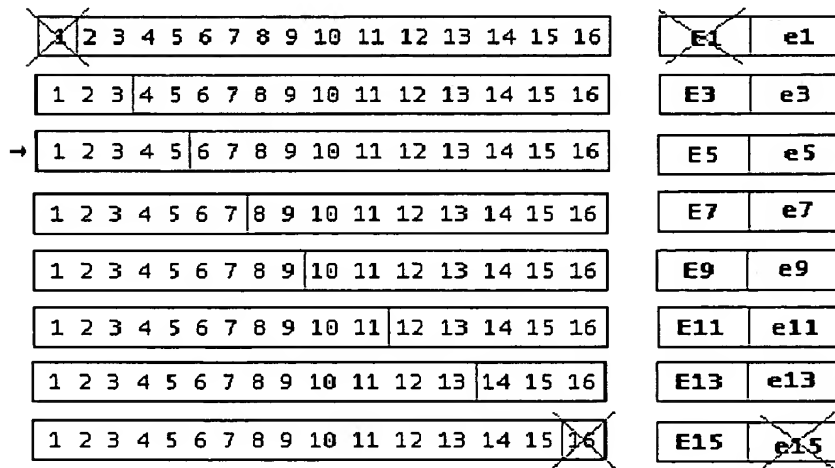 1 2 3 4 5 6 7 8 9 10 11 12 13 14 15 16 E1 e1
1 2 3 4 5 6 7 8 9 10 11 12 13 14 15 16 E3 e3
→ 1 2 3 4 5 6 7 8 9 10 11 12 13 14 15 16 E5 e5
1 2 3 4 5 6 7 8 9 10 11 12 13 14 15 16 E7 e7
1 2 3 4 5 6 7 8 9 10 11 12 13 14 15 16 E9 e9
1 2 3 4 5 6 7 8 9 10 11 12 13 14 15 16 E11 e11
1 2 3 4 5 6 7 8 9 10 11 12 13 14 15 16 E13 e13
1 2 3 4 5 6 7 8 9 10 11 12 13 14 15 16 E15 e15